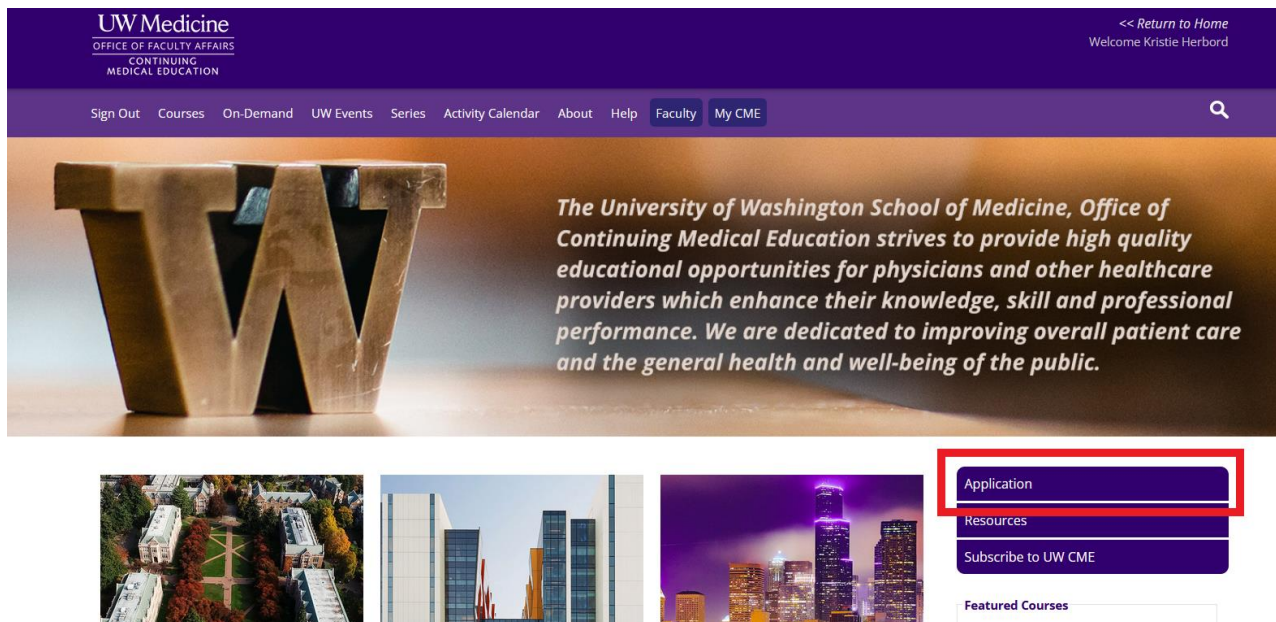 UW Medicine
OFFICE OF FACULTY AFFAIRS
CONTINUING
MEDICAL EDUCATION
<< Return to Home
Welcome Kristie Herbord
Sign Out Courses On-Demand UW Events Series Activity Calendar About Help Faculty My CME
The University of Washington School of Medicine, Office of
Continuing Medical Education strives to provide high quality
educational opportunities for physicians and other healthcare
providers which enhance their knowledge, skill and professional
performance. We are dedicated to improving overall patient care
and the general health and well-being of the public.
W
Application
Resources
Subscribe to UW CME
Featured Courses